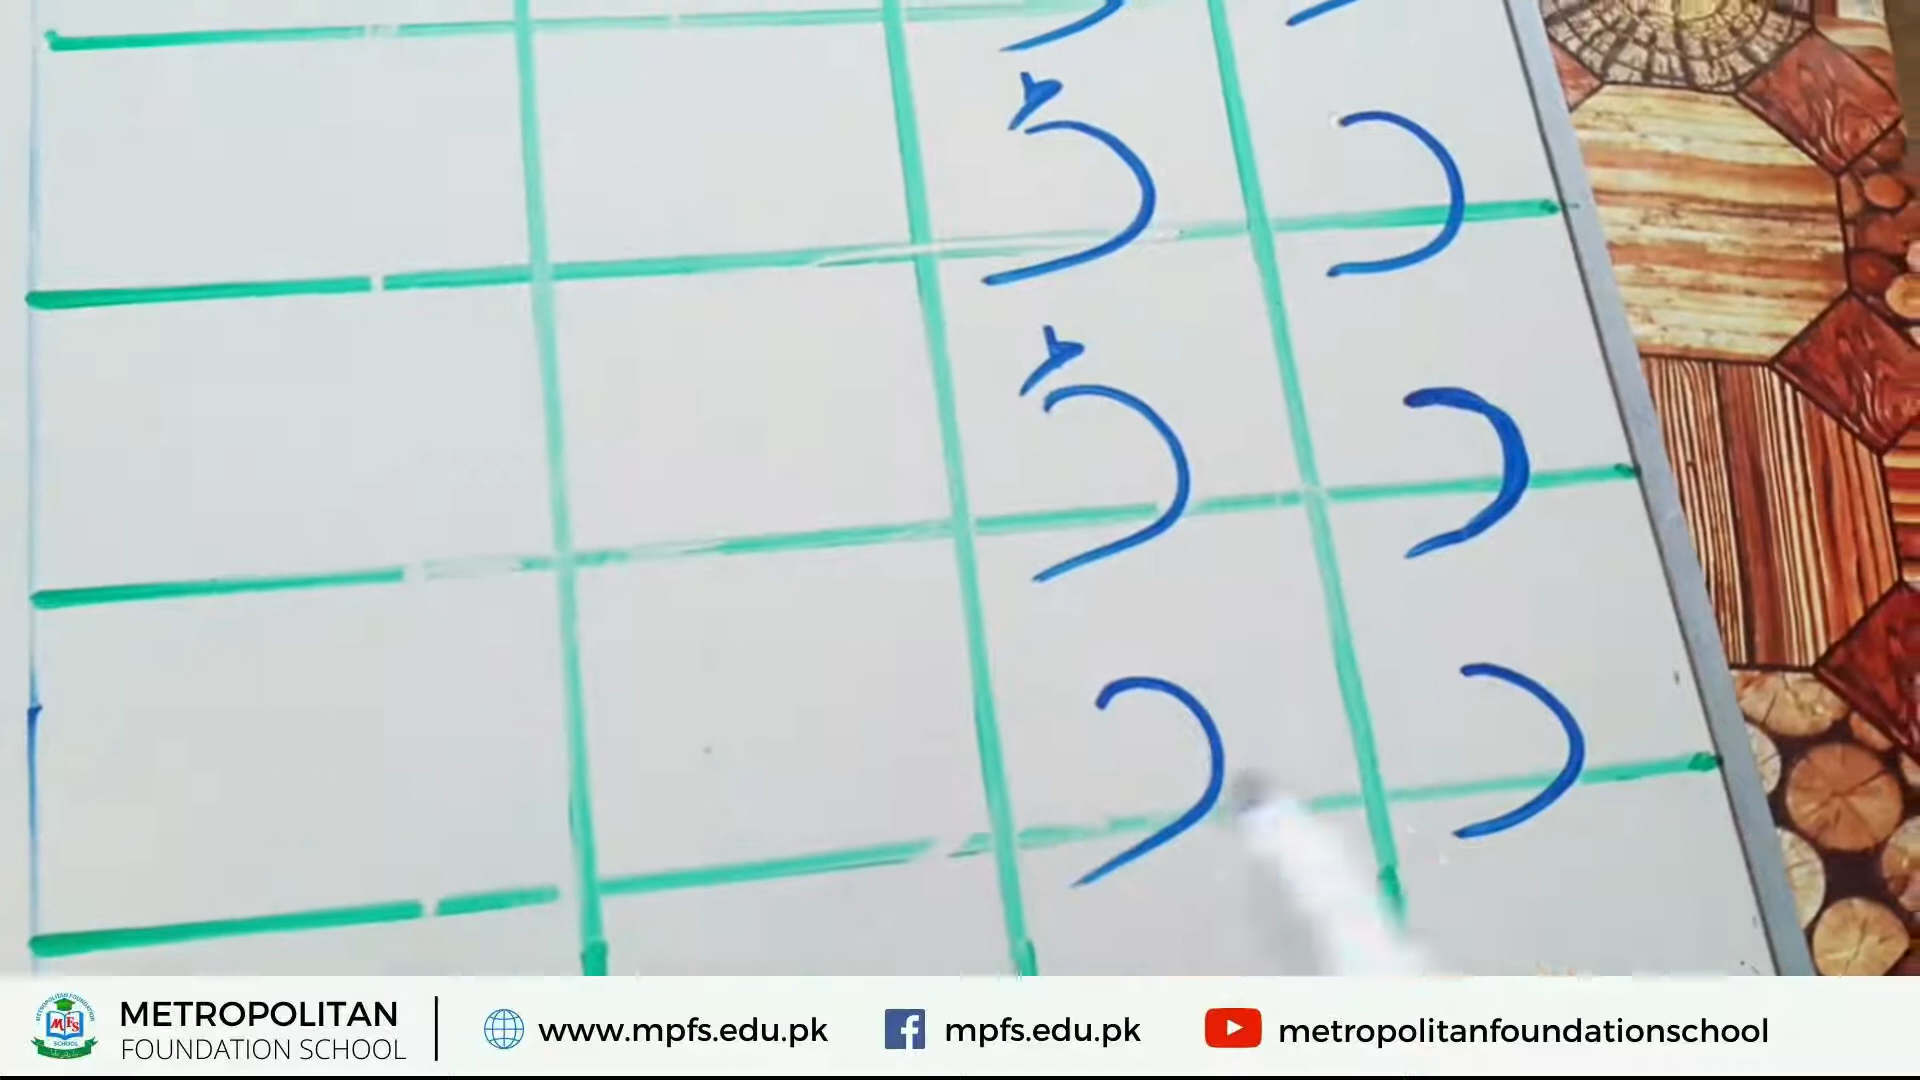 د ڈ
د ڈ
د د
METROPOLITAN
FOUNDATION SCHOOL
www.mpfs.edu.pk
mpfs.edu.pk
metropolitanfoundationschool